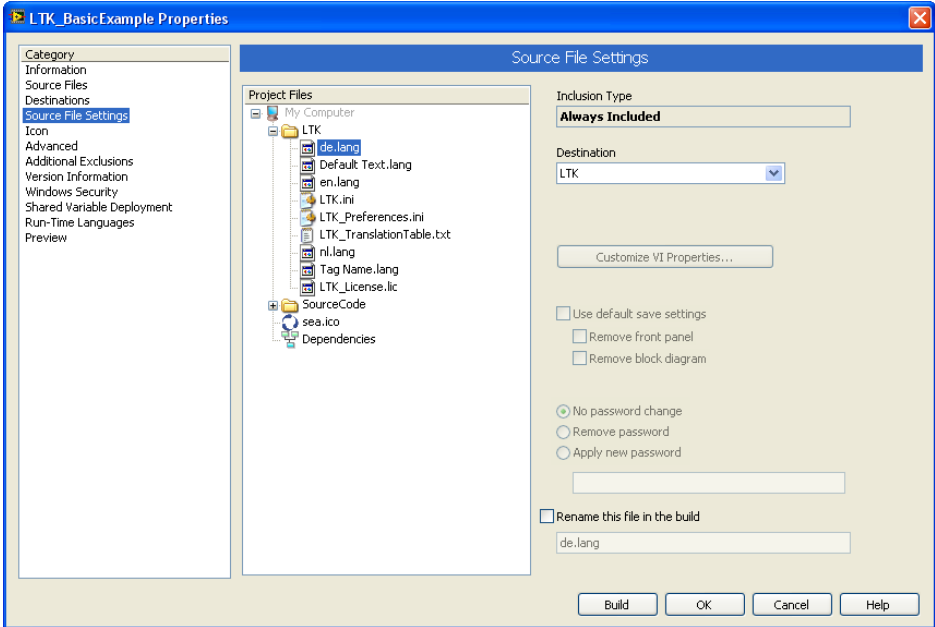 LTK_BasicExample Properties
Category
Information
Source Files
Destinations
Source File Settings
Icon
Advanced
Additional Exclusions
Version Information
Windows Security
Shared Variable Deployment
Run-Time Languages
Preview
Source File Settings
Project Files
My Computer
LTK
de.lang
Default Text.lang
en.lang
LTK.ini
LTK_Preferences.ini
LTK_TranslationTable.txt
nl.lang
Tag Name.lang
LTK_License.lic
SourceCode
sea.ico
Dependencies
Inclusion Type
Always Included
Destination
LTK
Customize VI Properties...
Use default save settings
Remove front panel
Remove block diagram
No password change
Remove password
Apply new password
Rename this file in the build
de.lang
Build OK Cancel Help